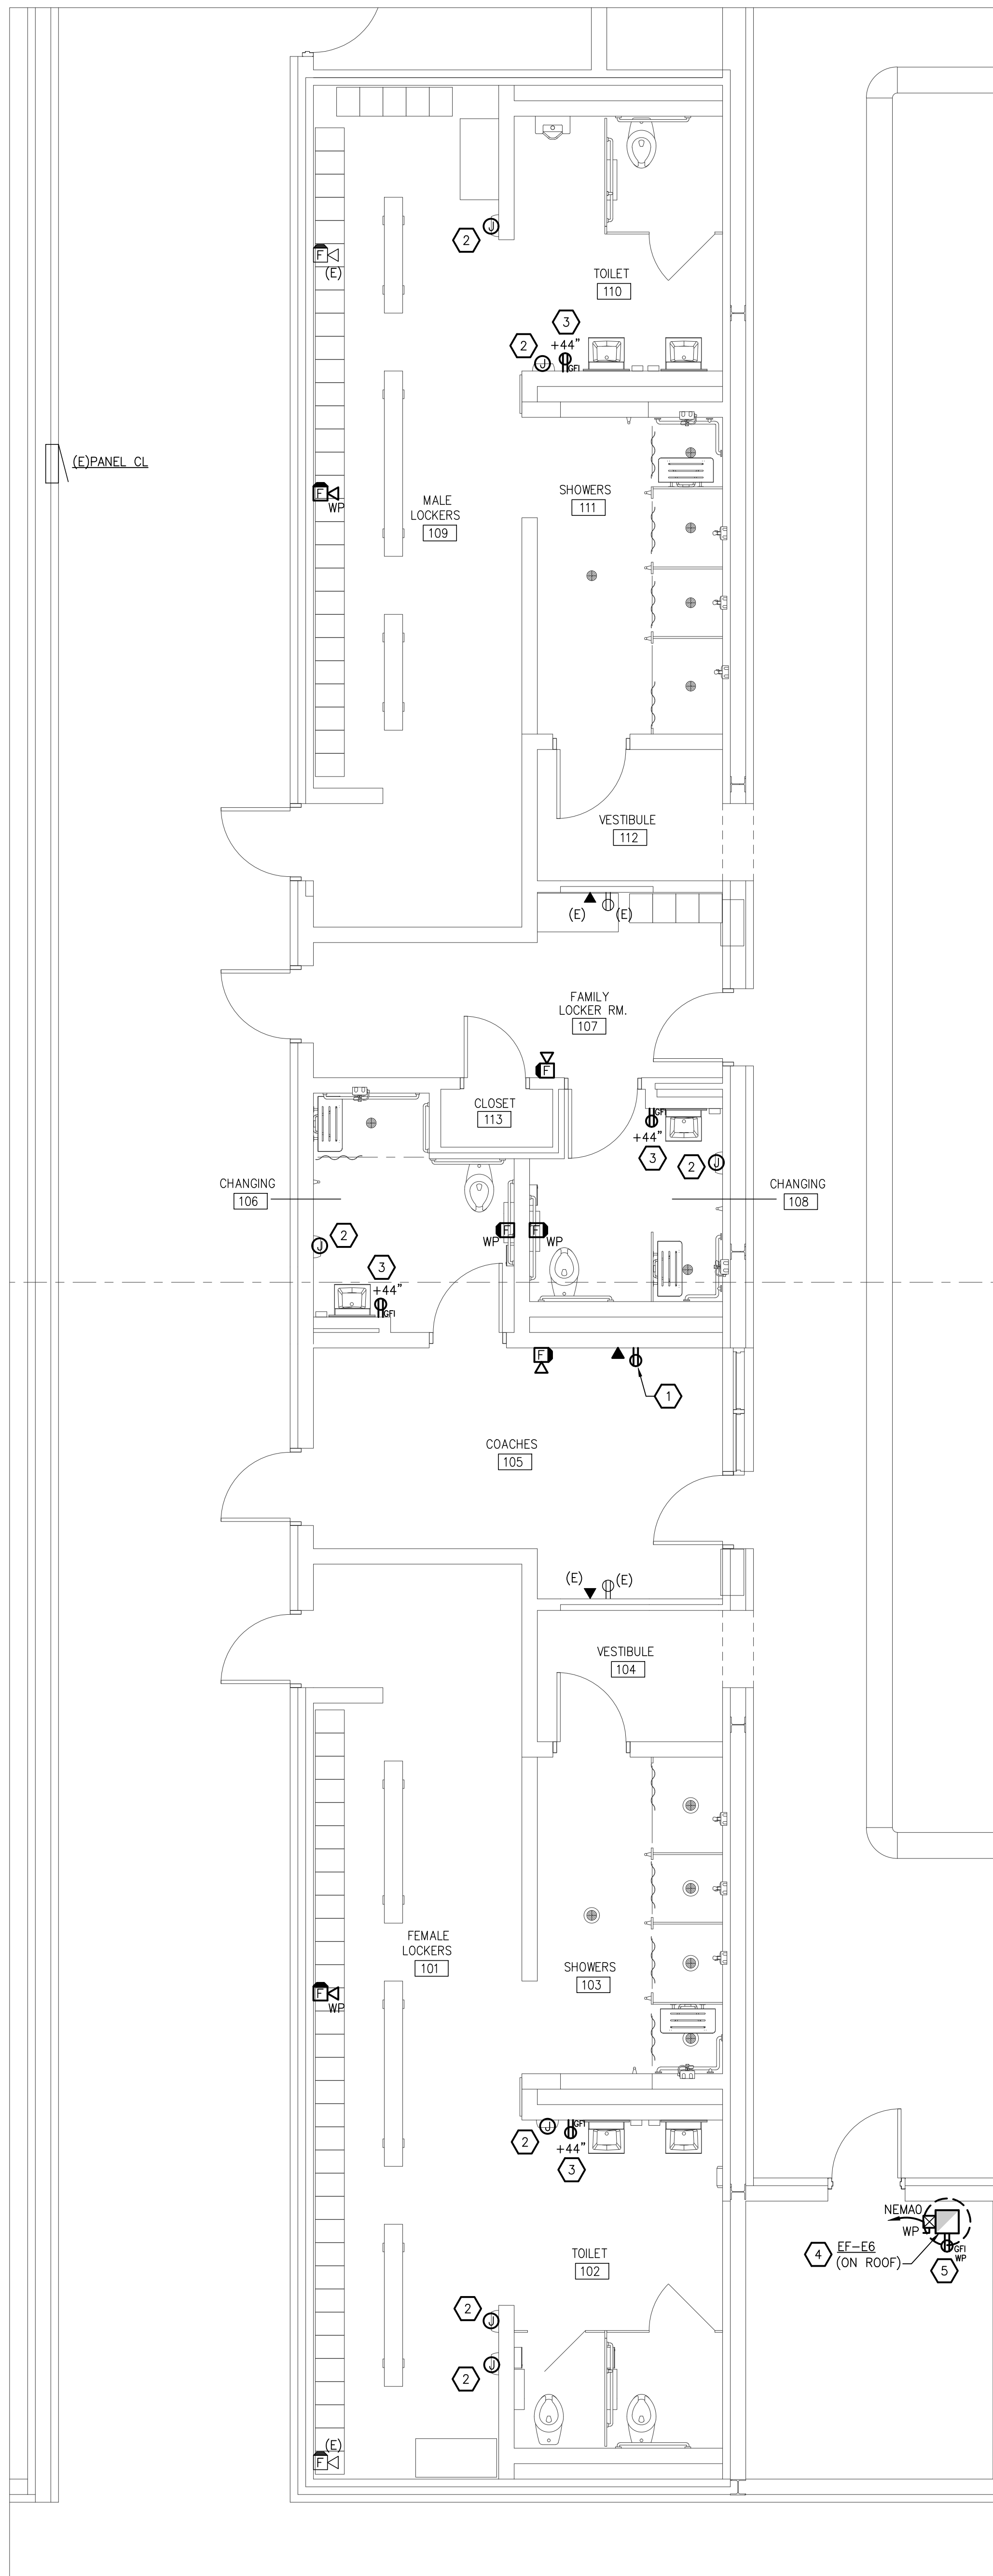 2
J
F
(E)
TOILET
110
3
2
+44"
J
GFI
(E)PANEL CL
F
WP
MALE
LOCKERS
109
SHOWERS
111
VESTIBULE
112
(E)
(E)
FAMILY
LOCKER RM.
107
F
CLOSET
113
GFI
+44"
3
2
J
CHANGING
106
CHANGING
108
2
J
F
WP
F
WP
3
+44"
GFI
F
1
COACHES
105
(E)
(E)
VESTIBULE
104
FEMALE
LOCKERS
101
SHOWERS
103
F
WP
J
GFI
2
+44"
3
NEMA0
WP
4
EF-E6
(ON ROOF)
GFI
WP
5
TOILET
102
2
J
2
J
(E)
F